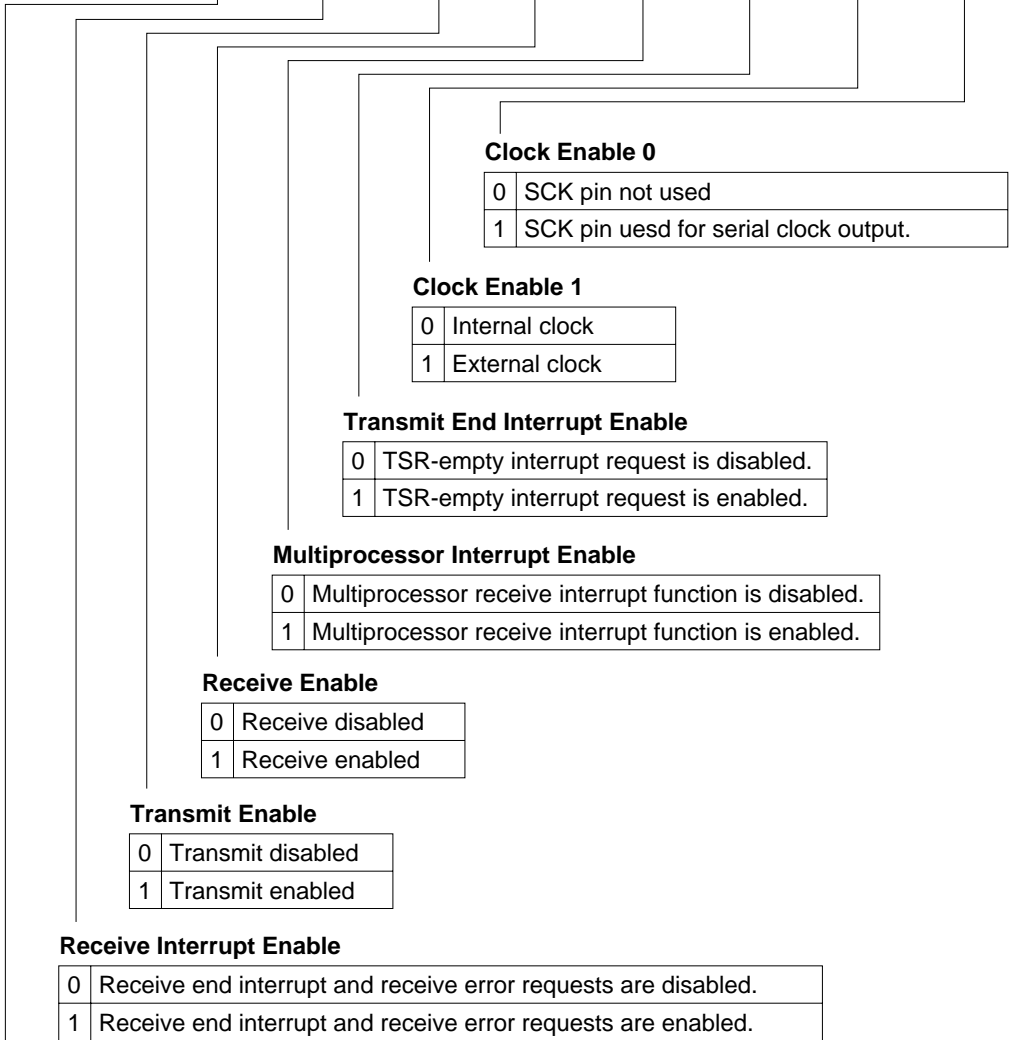 Clock Enable 0
0 SCK pin not used
1 SCK pin uesd for serial clock output.
Clock Enable 1
0 Internal clock
1 External clock
Transmit End Interrupt Enable
0 TSR-empty interrupt request is disabled.
1 TSR-empty interrupt request is enabled.
Multiprocessor Interrupt Enable
0 Multiprocessor receive interrupt function is disabled.
1 Multiprocessor receive interrupt function is enabled.
Receive Enable
0 Receive disabled
1 Receive enabled
Transmit Enable
0 Transmit disabled
1 Transmit enabled
Receive Interrupt Enable
0 Receive end interrupt and receive error requests are disabled.
1 Receive end interrupt and receive error requests are enabled.